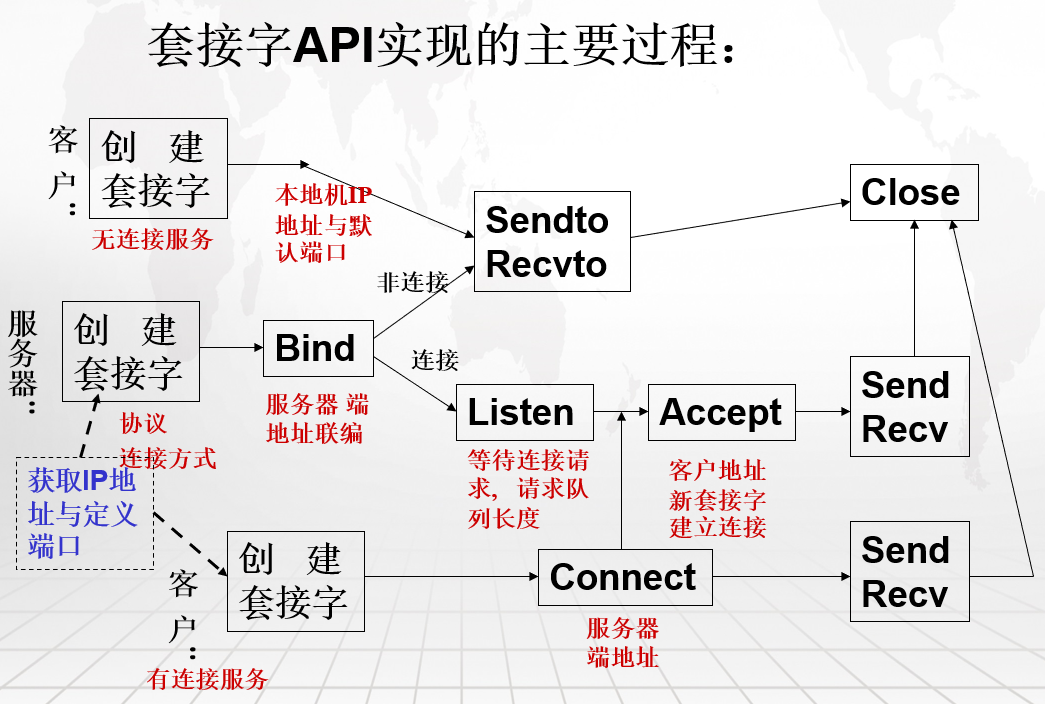 套接字API实现的主要过程：
客
户
：
创 建
套接字
无连接服务
本地机IP
地址与默
认端口
Sendto
Recvto
Close
非连接
服
务
器
：
创 建
套接字
协议
连接方式
Bind
服务器 端
地址联编
连接
Listen
等待连接请
求，请求队
列长度
Accept
客户地址
新套接字
建立连接
Send
Recv
获取IP地
址与定义
端口
客
户
：
创 建
套接字
有连接服务
Connect
服务器
端地址
Send
Recv